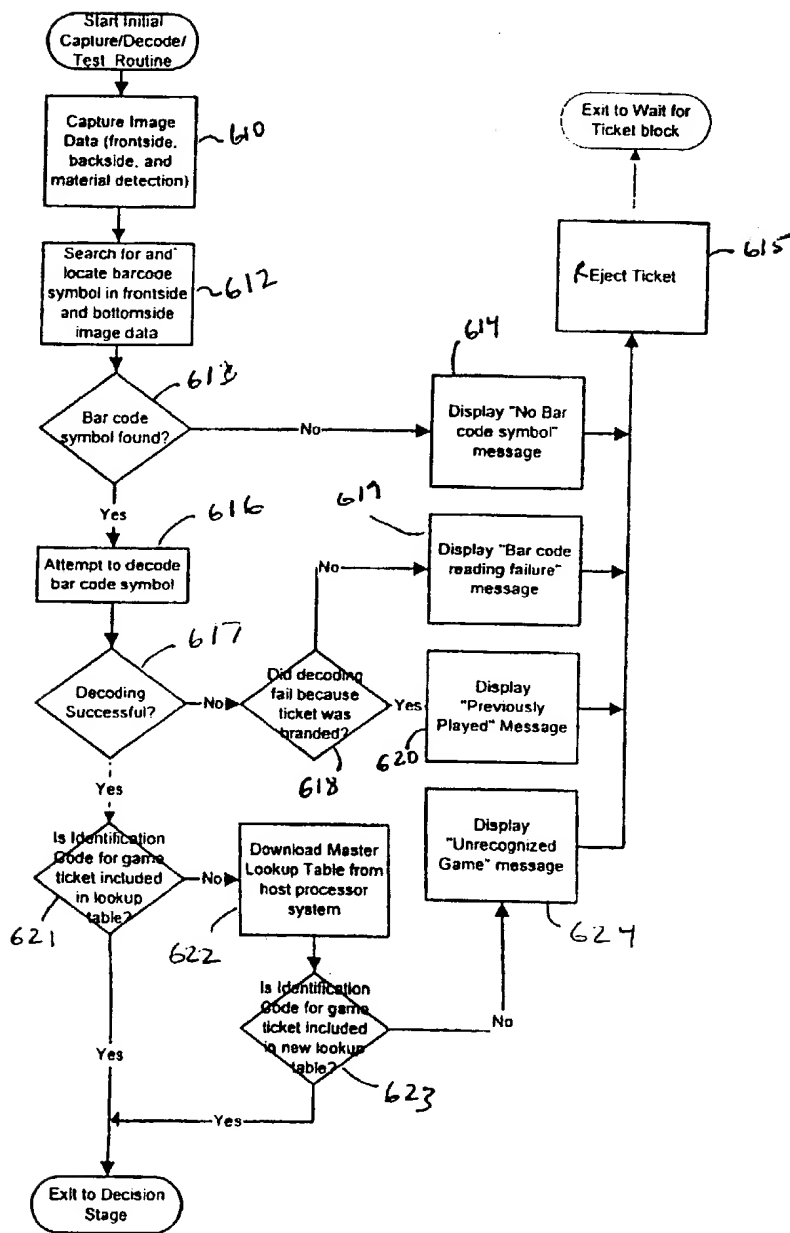 Start Initial
Capture/Decode/
Test Routine
Capture Image
Data (frontside,
backside, and
material detection)
610
Exit to Wait for
Ticket block
Search for and
locate barcode
symbol in frontside
and bottomside
image data
612
REject Ticket
615
Bar code
symbol found?
613
No
Display "No Bar
code symbol"
message
614
Yes
Attempt to decode
bar code symbol
616
Display "Bar code
reading failure"
message
619
No
Decoding
Successful?
617
No
Did decoding
fail because
ticket was
branded?
618
Yes
Display
"Previously
Played" Message
620
Yes
Is Identification
Code for game
ticket included
in lookup
table?
621
No
Download Master
Lookup Table from
host processor
system
622
Display
"Unrecognized
Game" message
624
Is Identification
Code for game
ticket included
in new lookup
table?
623
No
Yes
Yes
Exit to Decision
Stage